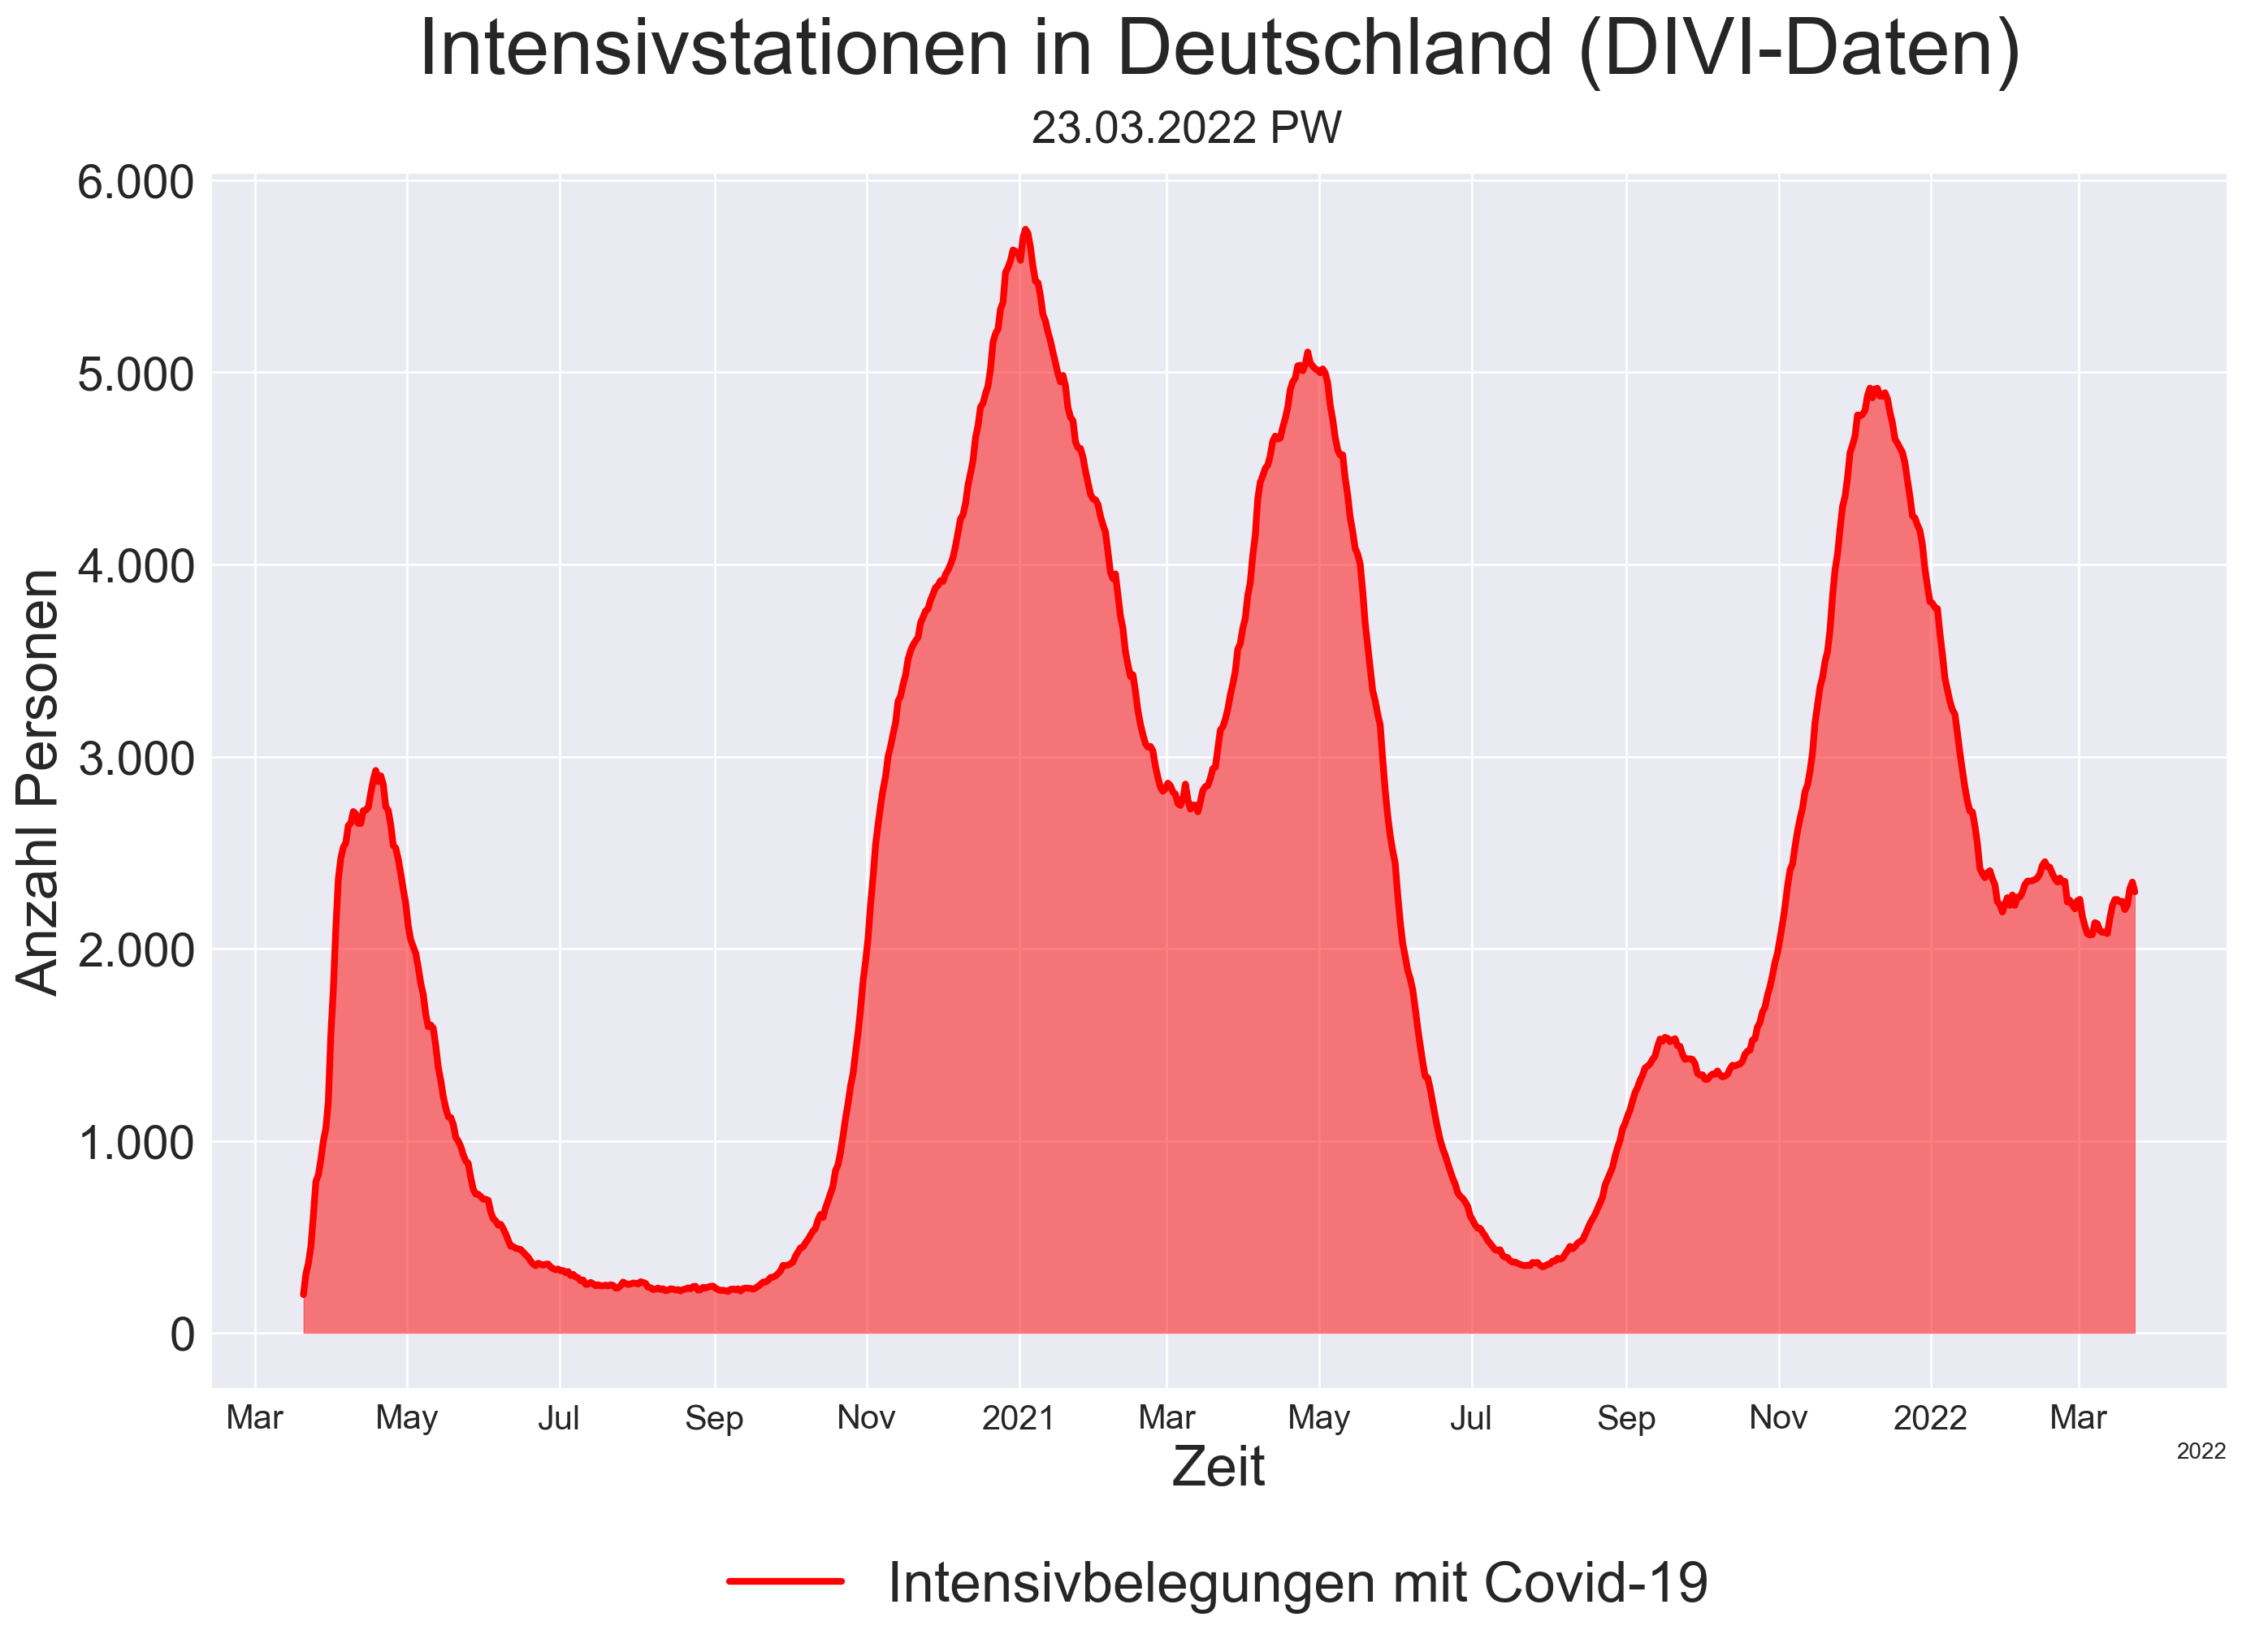 Intensivstationen in Deutschland (DIVI-Daten)
23.03.2022 PW
Anzahl Personen
6.000
5.000
4.000
3.000
2.000
1.000
0
Mar May Jul Sep Nov 2021 Mar May Jul Sep Nov 2022 Mar
2022
Zeit
Intensivbelegungen mit Covid-19